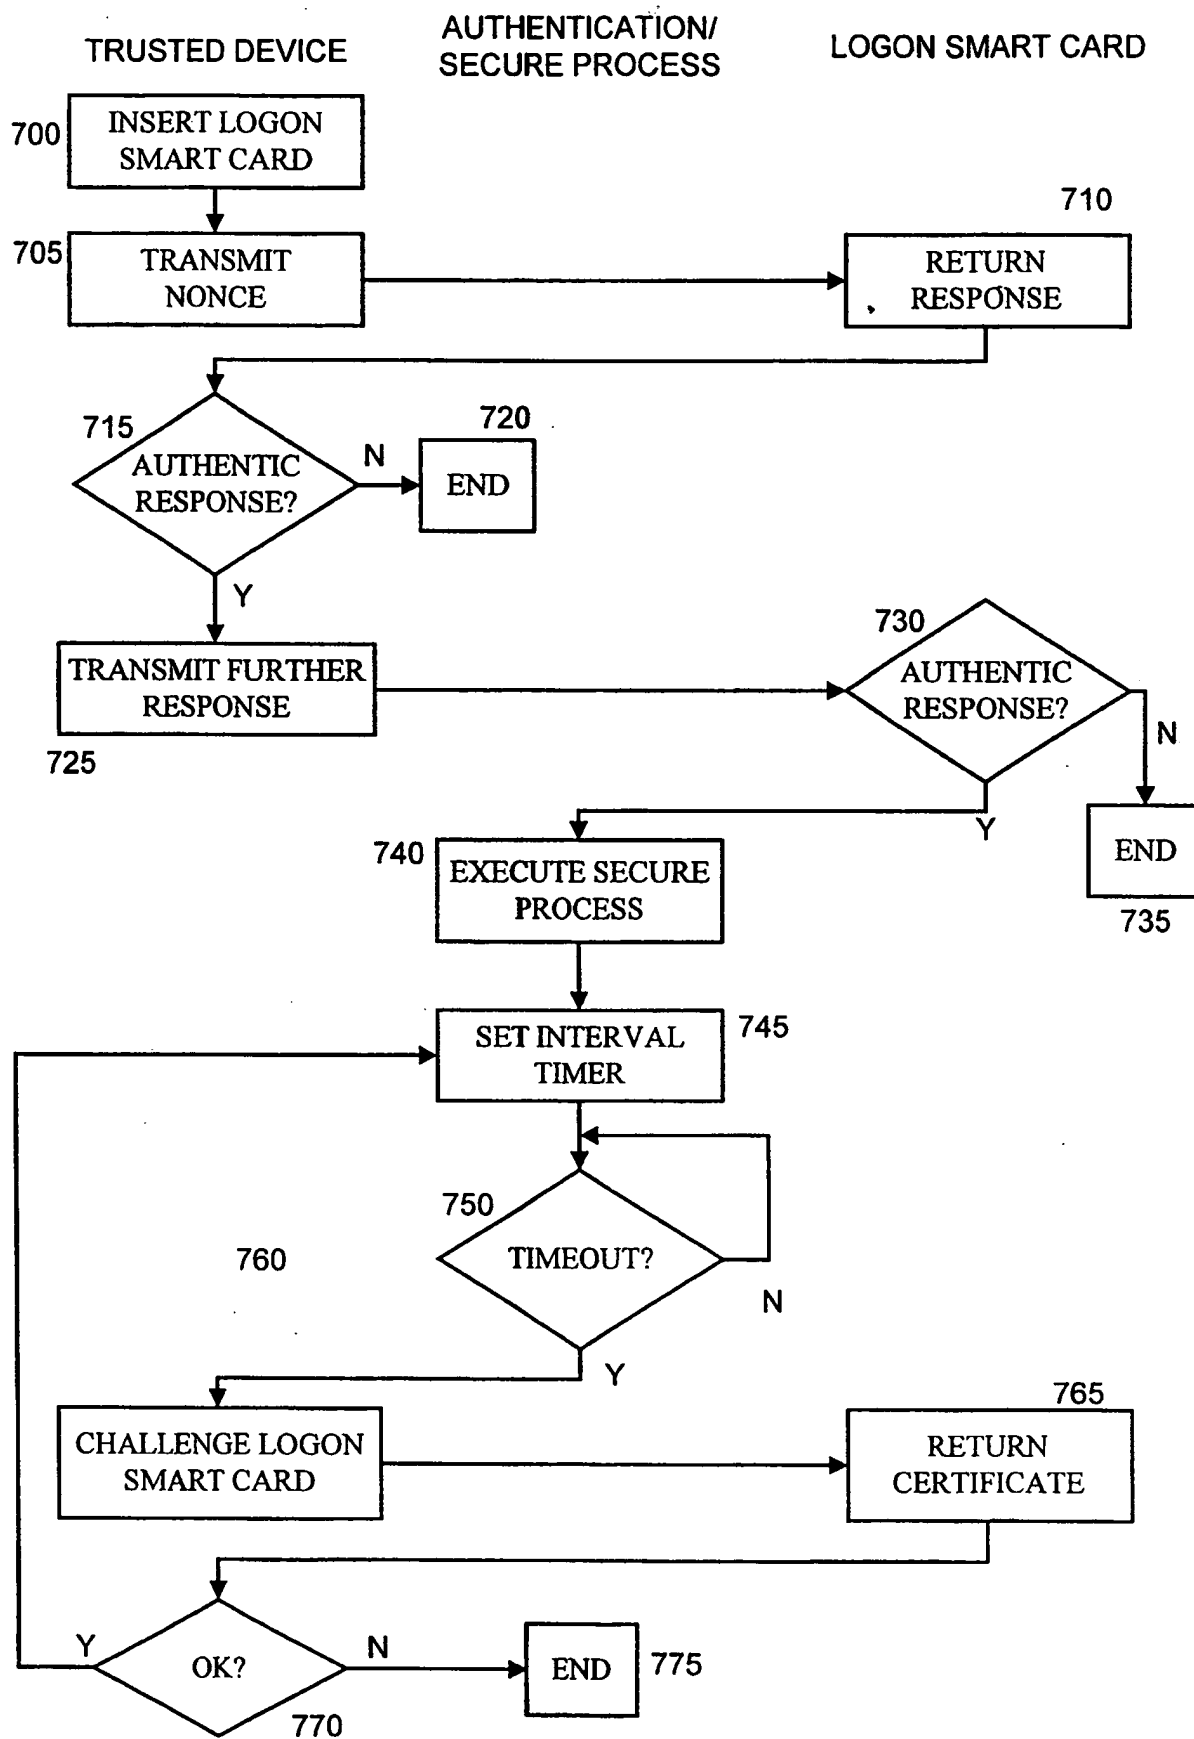 TRUSTED DEVICE
AUTHENTICATION/
SECURE PROCESS
LOGON SMART CARD
700
INSERT LOGON
SMART CARD
705
TRANSMIT
NONCE
710
RETURN
RESPONSE
715
AUTHENTIC
RESPONSE?
N
720
END
Y
TRANSMIT FURTHER
RESPONSE
725
730
AUTHENTIC
RESPONSE?
N
Y
END
735
740
EXECUTE SECURE
PROCESS
SET INTERVAL
TIMER
745
750
TIMEOUT?
N
760
Y
CHALLENGE LOGON
SMART CARD
765
RETURN
CERTIFICATE
Y
OK?
N
770
END
775